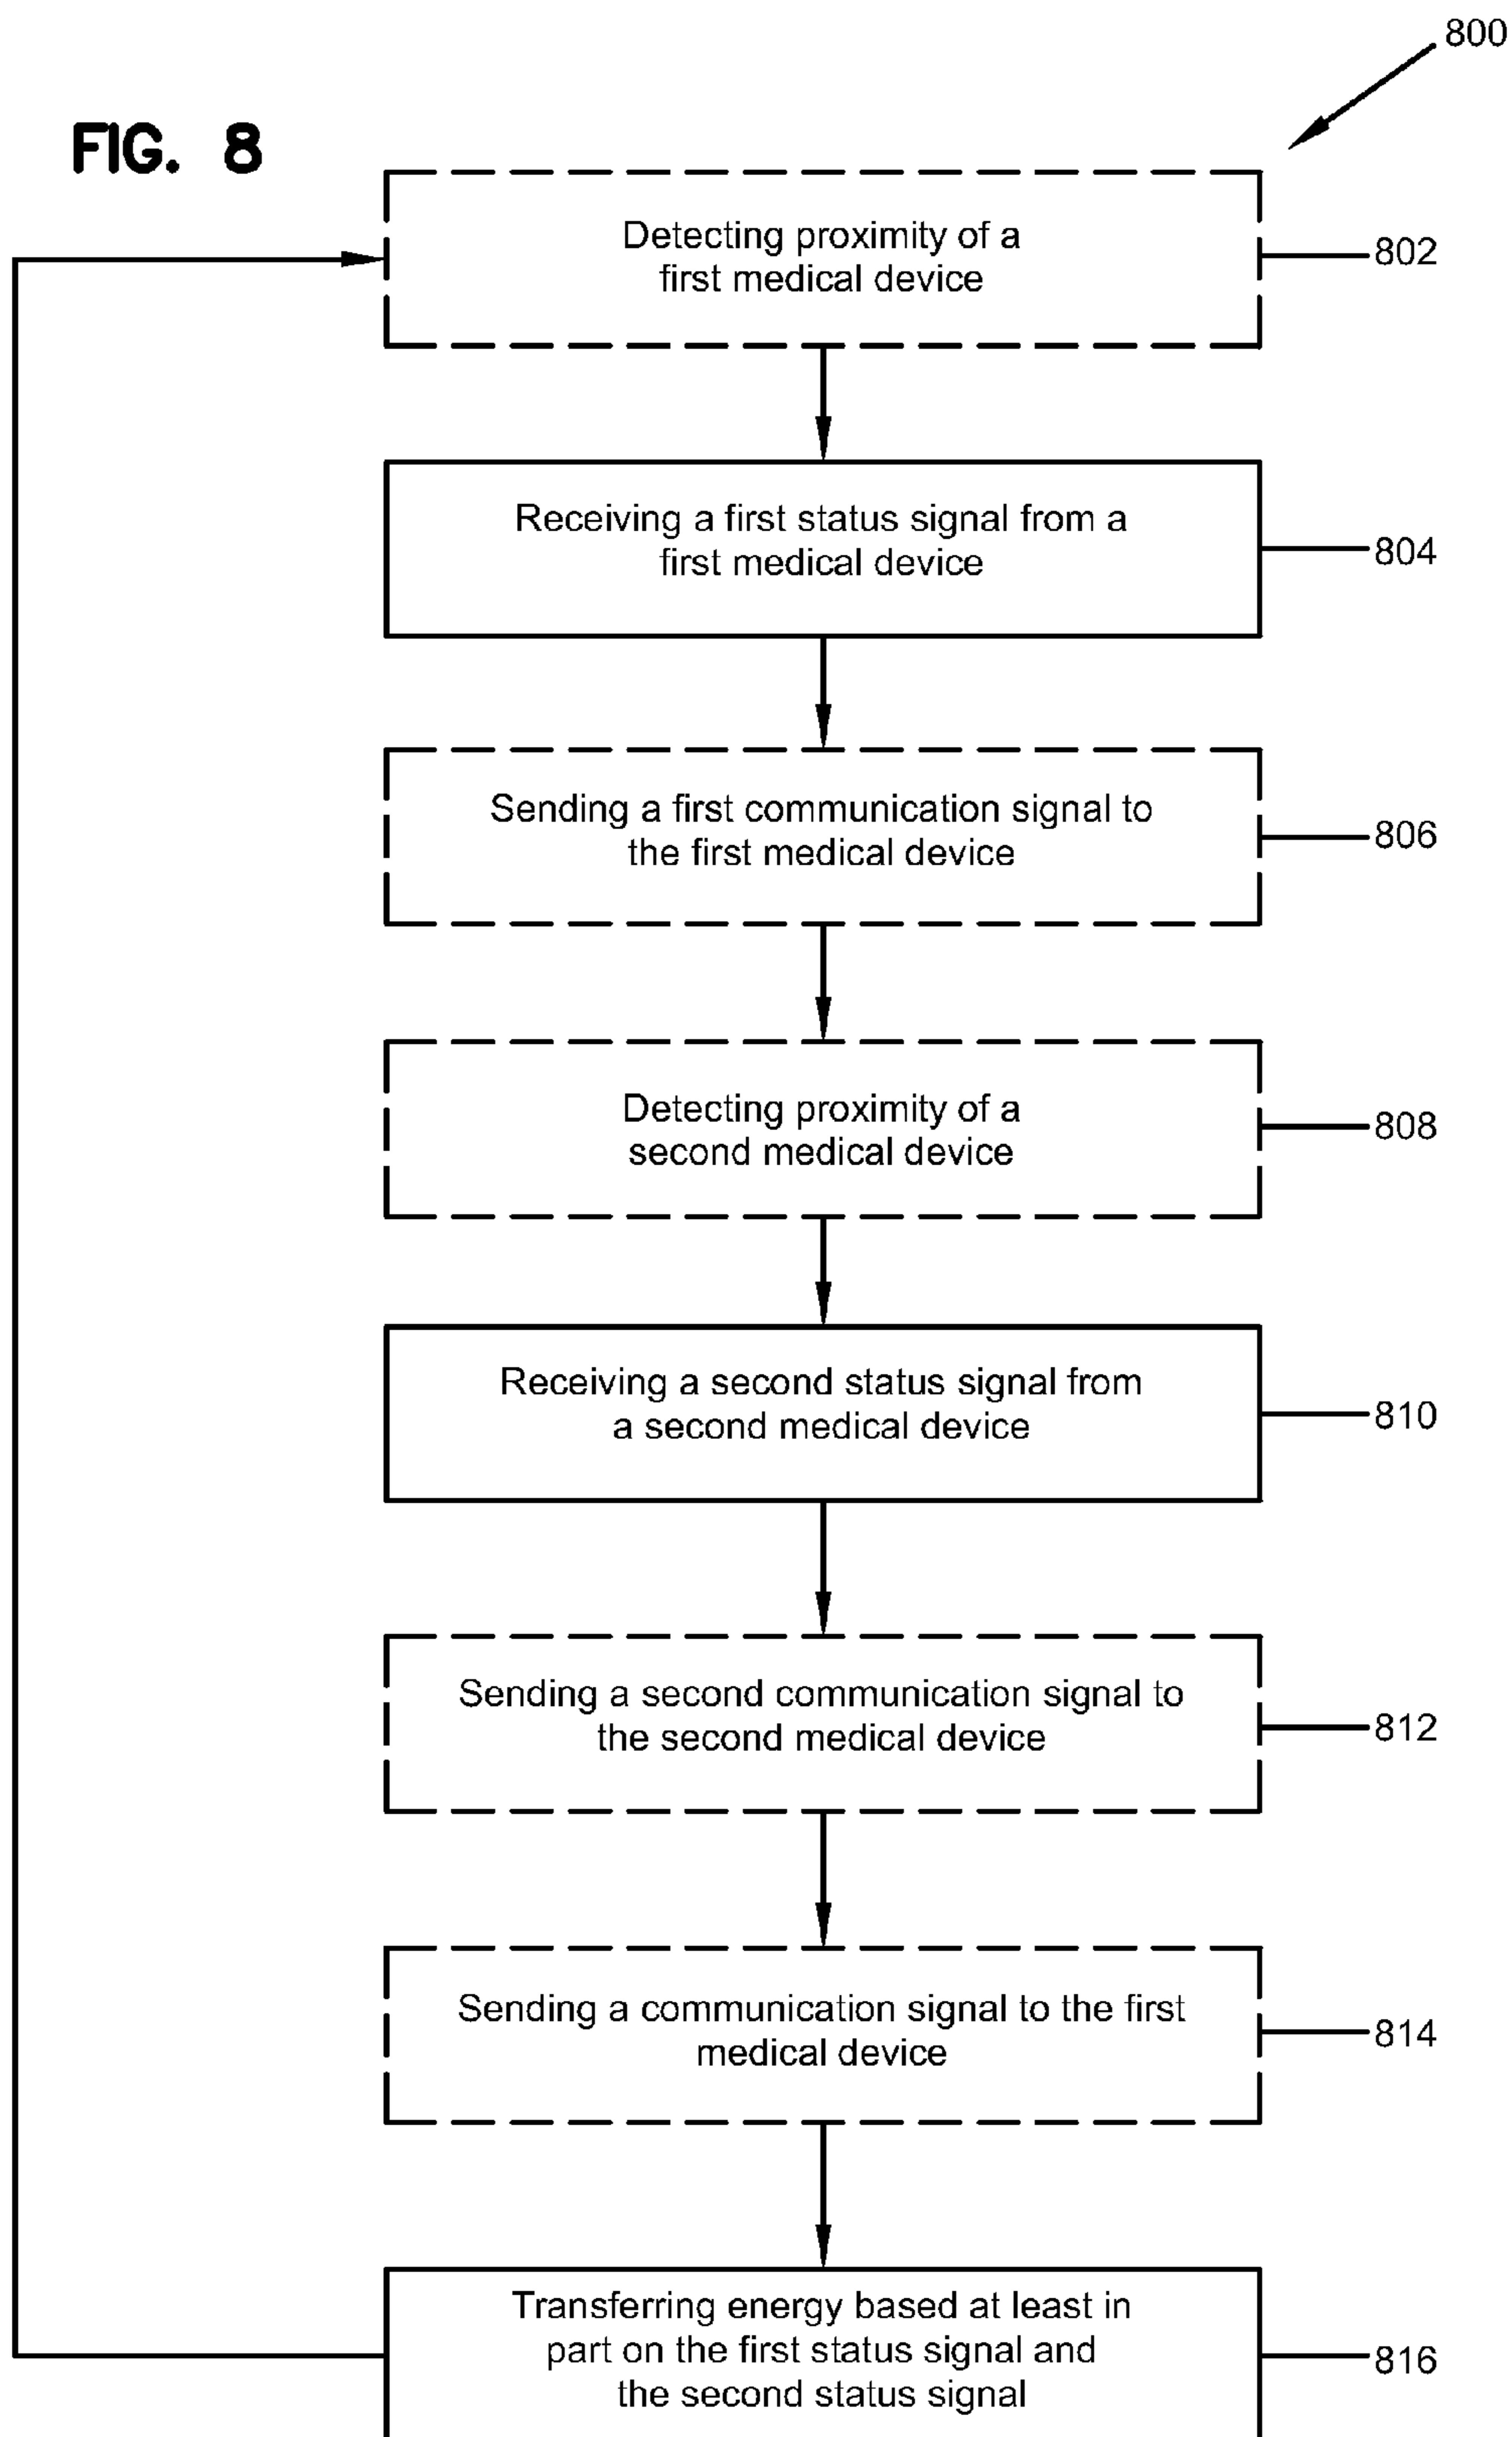 800
FIG. 8
Detecting proximity of a
first medical device
802
Receiving a first status signal from a
first medical device
804
Sending a first communication signal to
the first medical device
806
Detecting proximity of a
second medical device
808
Receiving a second status signal from
a second medical device
810
Sending a second communication signal to
the second medical device
812
Sending a communication signal to the first
medical device
814
Transferring energy based at least in
part on the first status signal and
the second status signal
816